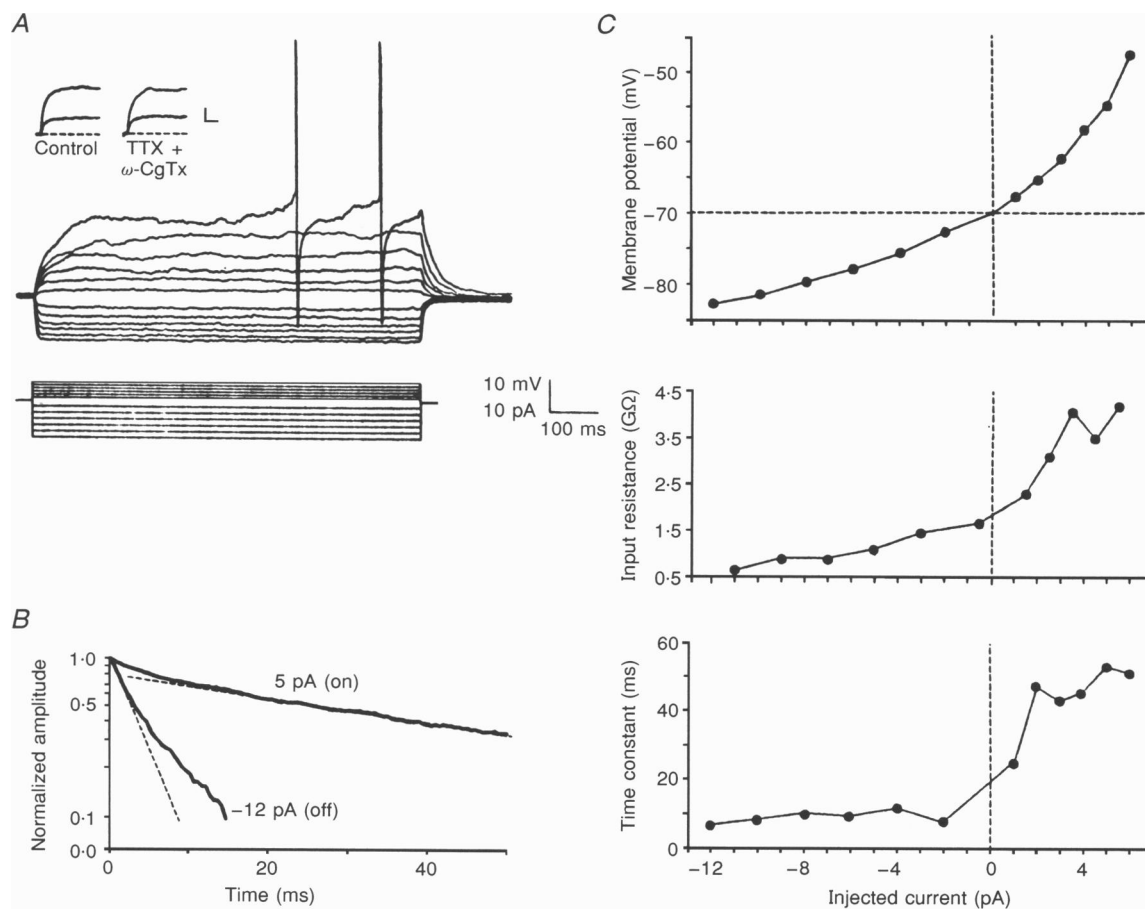 A
Control
TTX +
ω-CgTx
10 mV
10 pA
100 ms
B
Normalized amplitude
1·0
0·5
0·1
0·0
5 pA (on)
−12 pA (off)
0
20
40
Time (ms)
C
Membrane potential (mV)
−50
−60
−70
−80
Input resistance (GΩ)
4·5
3·5
2·5
1·5
0·5
Time constant (ms)
60
40
20
0
−12
−8
−4
0
4
Injected current (pA)